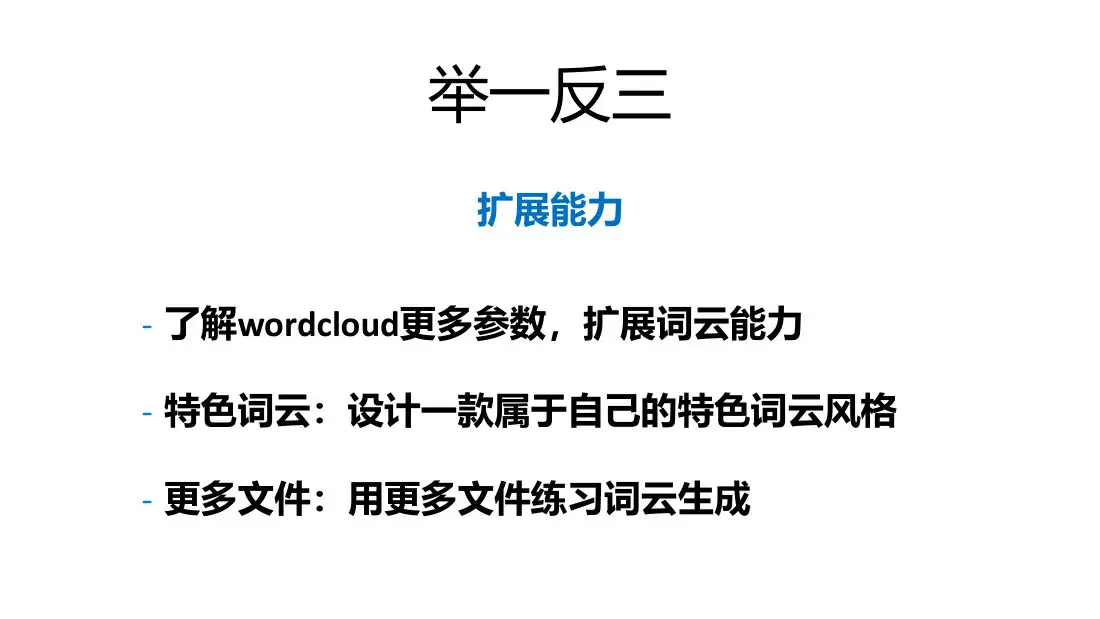 举一反三
扩展能力
- 了解wordcloud更多参数，扩展词云能力
- 特色词云：设计一款属于自己的特色词云风格
- 更多文件：用更多文件练习词云生成